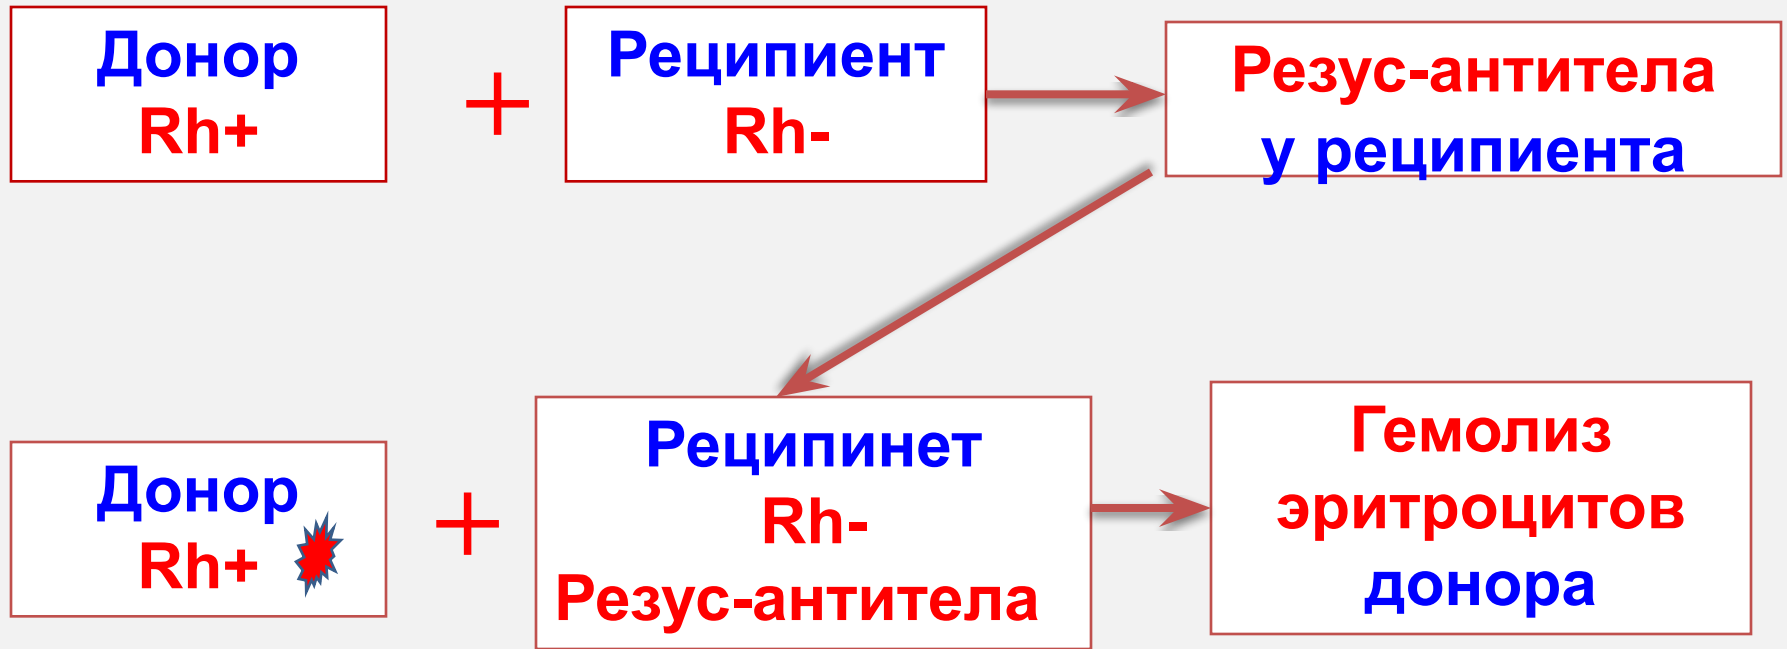 Донор
Rh+
+
Реципиент
Rh-
Резус-антитела
у реципиента
Донор
Rh+
+
Реципинет
Rh-
Резус-антитела
Гемолиз
эритроцитов
донора